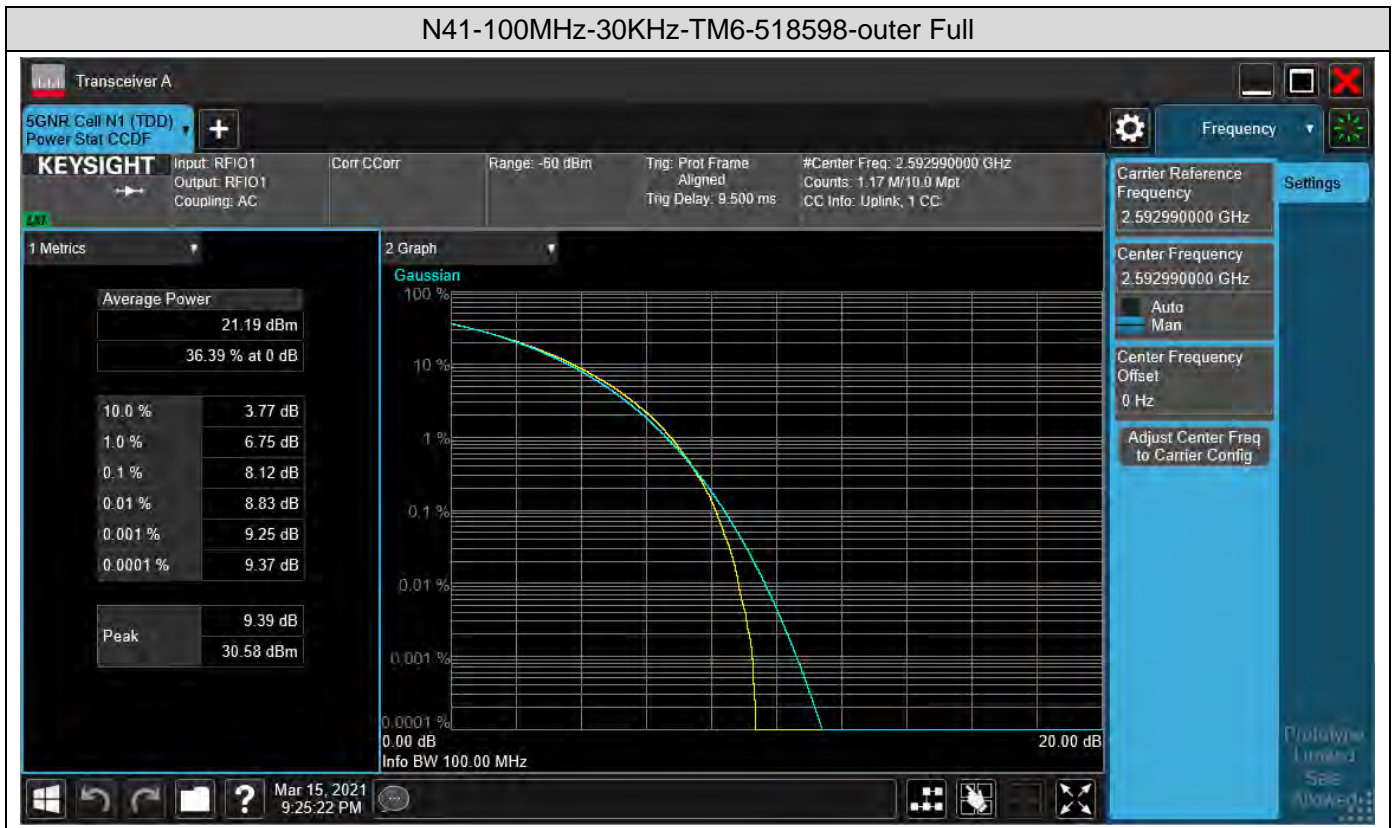 N41-100MHz-30KHz-TM6-518598-outer Full
Transceiver A
5GNR Cell N1 (TDD)
Power Stat CCDF
+
Frequency
KEYSIGHT
Input: RFIO1
Output: RFIO1
Coupling: AC
Corr CCorr
Range: -60 dBm
Trig: Prot Frame
Aligned
Trig Delay: 9.500 ms
#Center Freq: 2.592990000 GHz
Counts: 1.17 M/10.0 Mpt
CC Info: Uplink, 1 CC
Carrier Reference
Frequency
2.592990000 GHz
Settings
Center Frequency
2.592990000 GHz
Auto
Man
Center Frequency
Offset
0 Hz
Adjust Center Freq
to Carrier Config
1 Metrics
Average Power
21.19 dBm
36.39 % at 0 dB
10.0 % 3.77 dB
1.0 % 6.75 dB
0.1 % 8.12 dB
0.01 % 8.83 dB
0.001 % 9.25 dB
0.0001 % 9.37 dB
Peak
9.39 dB
30.58 dBm
2 Graph
Gaussian
100 %
10 %
1 %
0.1 %
0.01 %
0.001 %
0.0001 %
0.00 dB 20.00 dB
Info BW 100.00 MHz
Prototype
Limited
Sale
Allowed
? Mar 15, 2021
9:25:22 PM